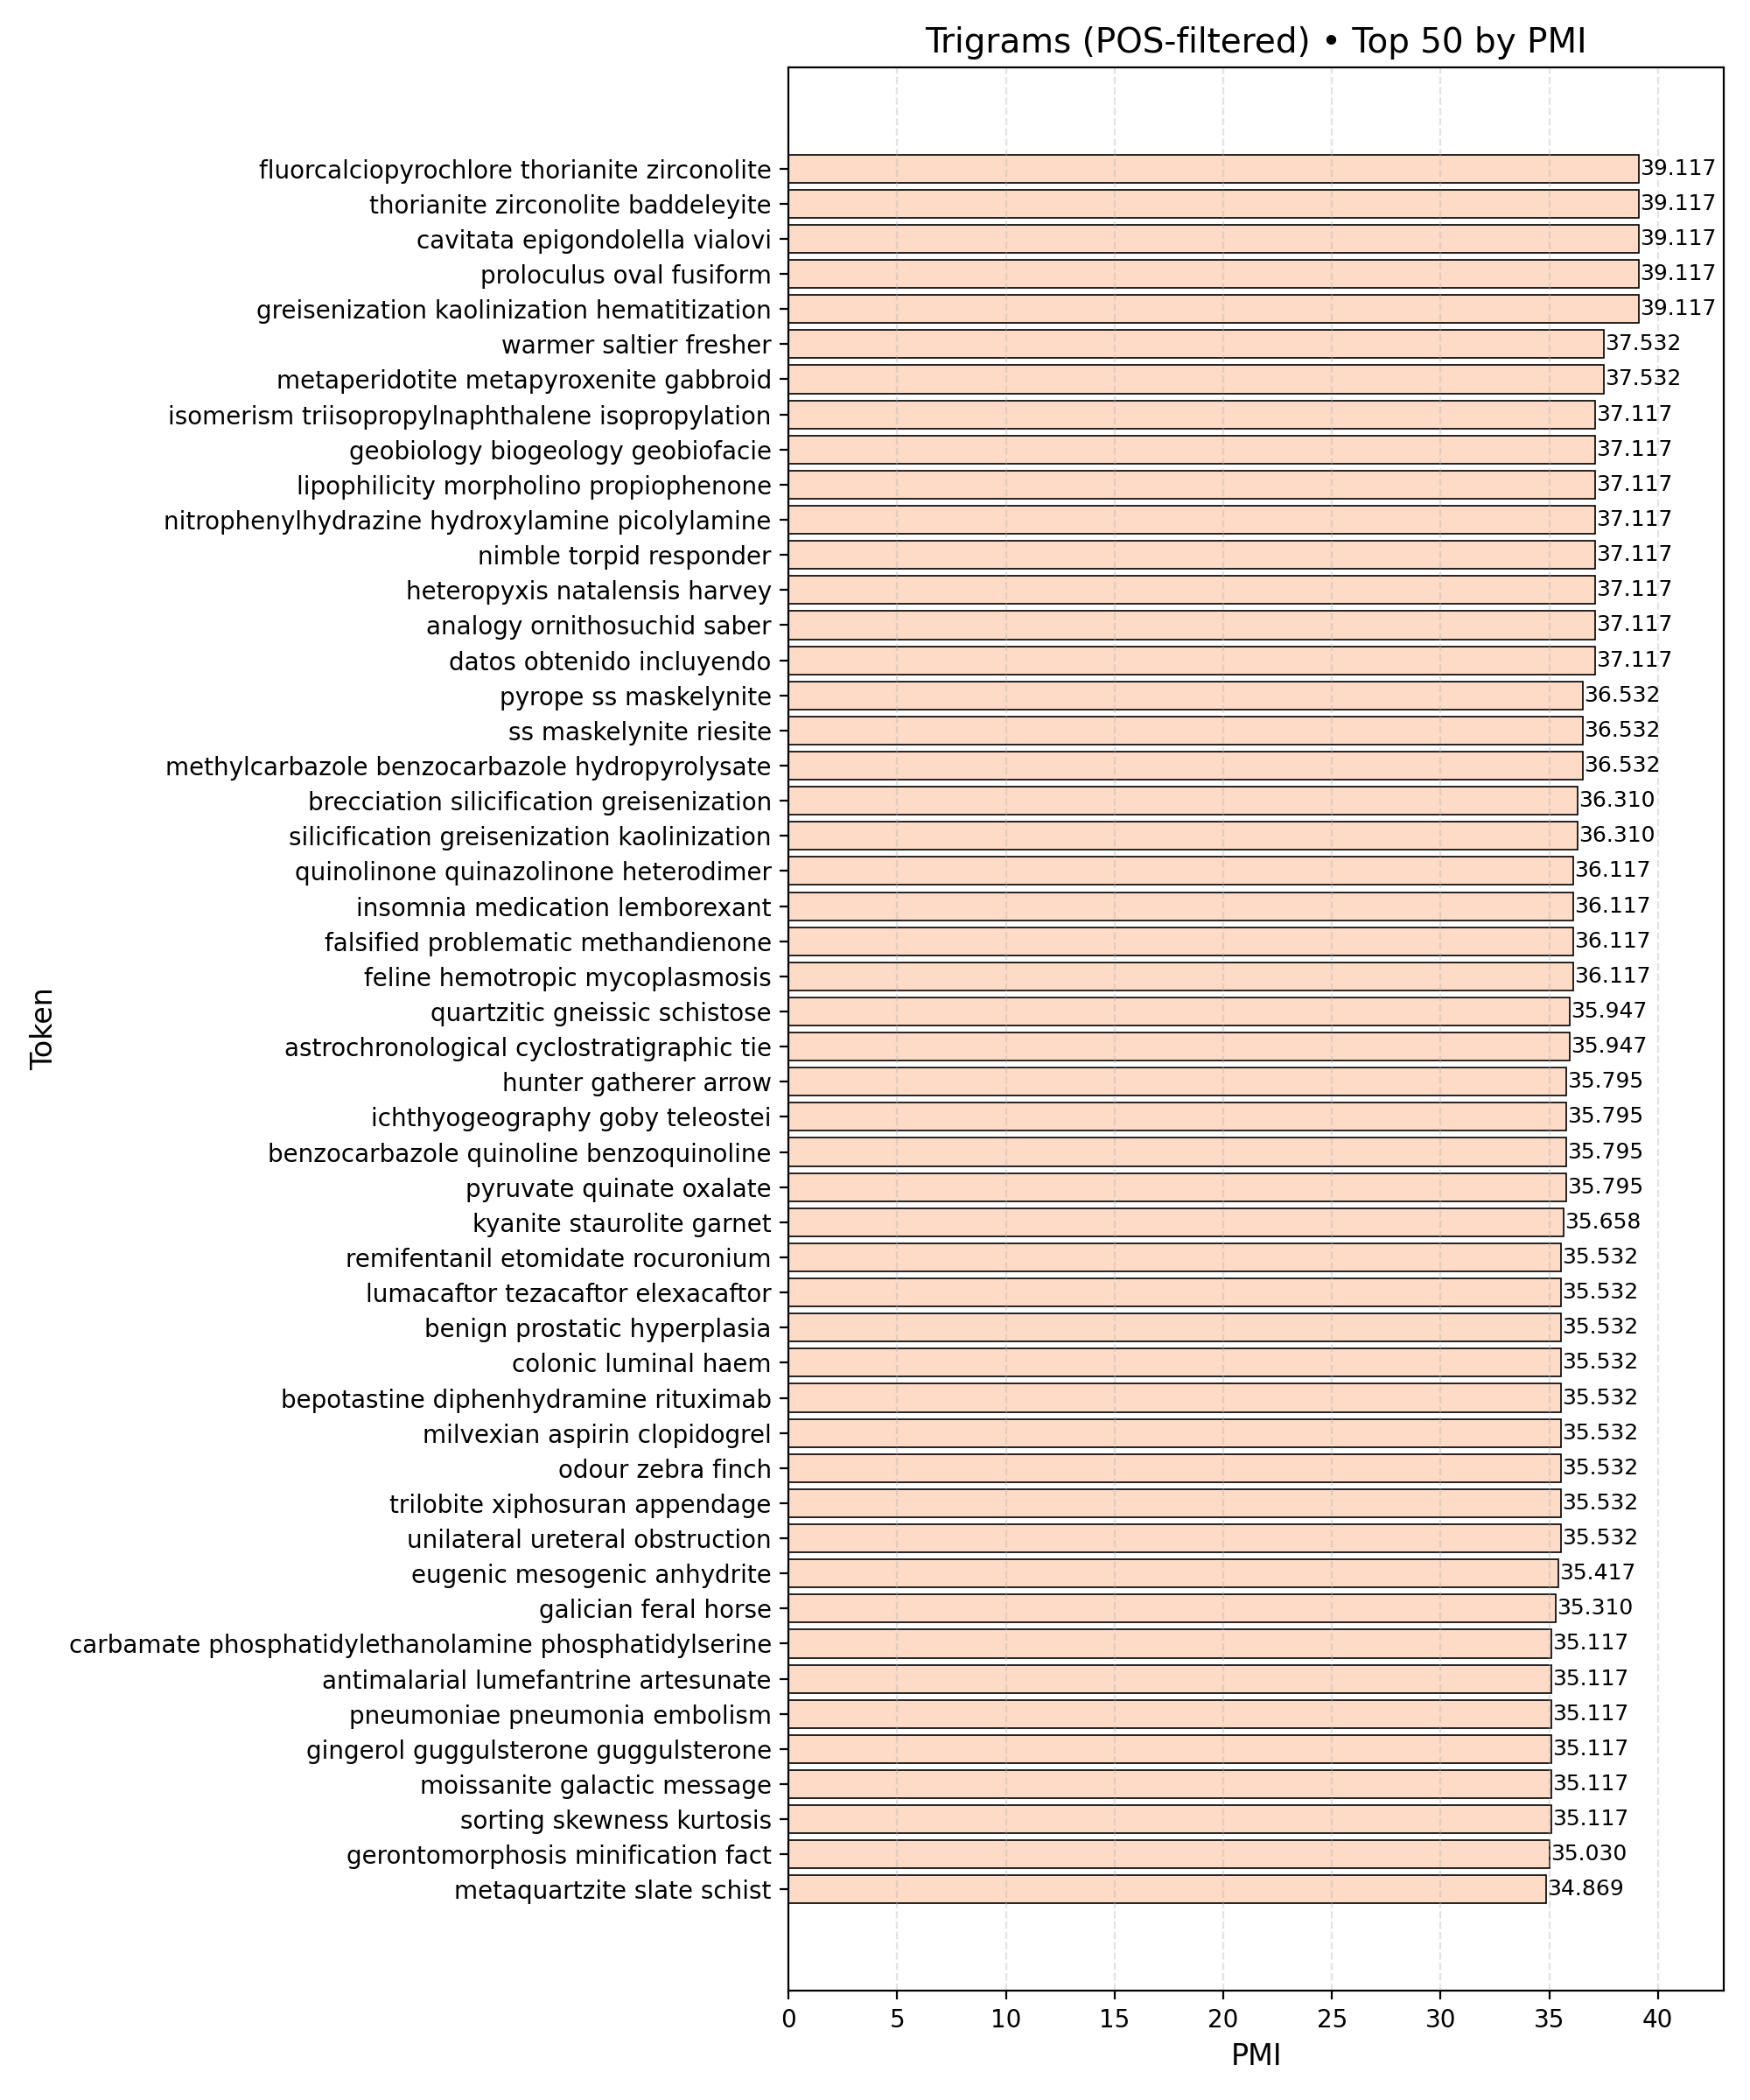 Trigrams (POS-filtered) • Top 50 by PMI
fluorcalciopyrochlore thorianite zirconolite 39.117
thorianite zirconolite baddeleyite 39.117
cavitata epigondolella vialovi 39.117
proloculus oval fusiform 39.117
greisenization kaolinization hematitization 39.117
warmer saltier fresher 37.532
metaperidotite metapyroxenite gabbroid 37.532
isomerism triisopropylnaphthalene isopropylation 37.117
geobiology biogeology geobiofacie 37.117
lipophilicity morpholino propiophenone 37.117
nitrophenylhydrazine hydroxylamine picolylamine 37.117
nimble torpid responder 37.117
heteropyxis natalensis harvey 37.117
analogy ornithosuchid saber 37.117
datos obtenido incluyendo 37.117
pyrope ss maskelynite 36.532
ss maskelynite riesite 36.532
methylcarbazole benzocarbazole hydropyrolysate 36.532
brecciation silicification greisenization 36.310
silicification greisenization kaolinization 36.310
quinolinone quinazolinone heterodimer 36.117
insomnia medication lemborexant 36.117
falsified problematic methandienone 36.117
feline hemotropic mycoplasmosis 36.117
quartzitic gneissic schistose 35.947
astrochronological cyclostratigraphic tie 35.947
hunter gatherer arrow 35.795
ichthyogeography goby teleostei 35.795
benzocarbazole quinoline benzoquinoline 35.795
pyruvate quinate oxalate 35.795
kyanite staurolite garnet 35.658
remifentanil etomidate rocuronium 35.532
lumacaftor tezacaftor elexacaftor 35.532
benign prostatic hyperplasia 35.532
colonic luminal haem 35.532
bepotastine diphenhydramine rituximab 35.532
milvexian aspirin clopidogrel 35.532
odour zebra finch 35.532
trilobite xiphosuran appendage 35.532
unilateral ureteral obstruction 35.532
eugenic mesogenic anhydrite 35.417
galician feral horse 35.310
carbamate phosphatidylethanolamine phosphatidylserine 35.117
antimalarial lumefantrine artesunate 35.117
pneumoniae pneumonia embolism 35.117
gingerol guggulsterone guggulsterone 35.117
moissanite galactic message 35.117
sorting skewness kurtosis 35.117
gerontomorphosis minification fact 35.030
metaquartzite slate schist 34.869
0 5 10 15 20 25 30 35 40
PMI
Token